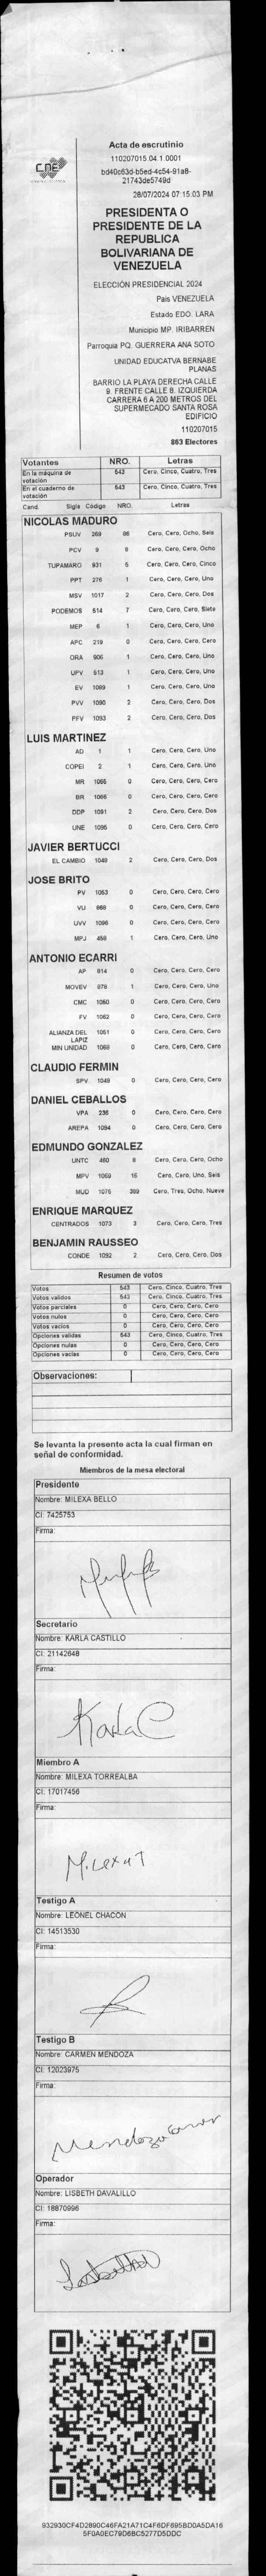 CNE
Acta de escrutinio
110207015.04.1.0001
bd40c63d-b5ed-4c54-91a8-
21743de5749d
28/07/2024 07:15:03 PM
PRESIDENTA O
PRESIDENTE DE LA
REPUBLICA
BOLIVARIANA DE
VENEZUELA
ELECCIÓN PRESIDENCIAL 2024
País VENEZUELA
Estado EDO. LARA
Municipio MP. IRIBARREN
Parroquia PQ. GUERRERA ANA SOTO
UNIDAD EDUCATVA BERNABE
PLANAS
BARRIO LA PLAYA DERECHA CALLE
9. FRENTE CALLE 8. IZQUIERDA
CARRERA 6 A 200 METROS DEL
SUPERMECADO SANTA ROSA
EDIFICIO
110207015
863 Electores
Votantes NRO. Letras
En la máquina de votación 543 Cero, Cinco, Cuatro, Tres
En el cuaderno de votación 543 Cero, Cinco, Cuatro, Tres
Cand. Sigla Código NRO. Letras
NICOLAS MADURO
PSUV 269 86 Cero, Cero, Ocho, Seis
PCV 9 8 Cero, Cero, Cero, Ocho
TUPAMARO 931 5 Cero, Cero, Cero, Cinco
PPT 276 1 Cero, Cero, Cero, Uno
MSV 1017 2 Cero, Cero, Cero, Dos
PODEMOS 514 7 Cero, Cero, Cero, Siete
MEP 6 1 Cero, Cero, Cero, Uno
APC 219 0 Cero, Cero, Cero, Cero
ORA 906 1 Cero, Cero, Cero, Uno
UPV 513 1 Cero, Cero, Cero, Uno
EV 1089 1 Cero, Cero, Cero, Uno
PVV 1090 2 Cero, Cero, Cero, Dos
PFV 1093 2 Cero, Cero, Cero, Dos
LUIS MARTINEZ
AD 1 1 Cero, Cero, Cero, Uno
COPEI 2 1 Cero, Cero, Cero, Uno
MR 1065 0 Cero, Cero, Cero, Cero
BR 1066 0 Cero, Cero, Cero, Cero
DDP 1091 2 Cero, Cero, Cero, Dos
UNE 1095 0 Cero, Cero, Cero, Cero
JAVIER BERTUCCI
EL CAMBIO 1049 2 Cero, Cero, Cero, Dos
JOSE BRITO
PV 1053 0 Cero, Cero, Cero, Cero
VU 968 0 Cero, Cero, Cero, Cero
UVV 1096 0 Cero, Cero, Cero, Cero
MPJ 458 1 Cero, Cero, Cero, Uno
ANTONIO ECARRI
AP 914 0 Cero, Cero, Cero, Cero
MOVEV 978 1 Cero, Cero, Cero, Uno
CMC 1050 0 Cero, Cero, Cero, Cero
FV 1062 0 Cero, Cero, Cero, Cero
ALIANZA DEL LAPIZ 1051 0 Cero, Cero, Cero, Cero
MIN UNIDAD 1068 0 Cero, Cero, Cero, Cero
CLAUDIO FERMIN
SPV 1048 0 Cero, Cero, Cero, Cero
DANIEL CEBALLOS
VPA 236 0 Cero, Cero, Cero, Cero
AREPA 1094 0 Cero, Cero, Cero, Cero
EDMUNDO GONZALEZ
UNTC 460 8 Cero, Cero, Cero, Ocho
MPV 1069 16 Cero, Cero, Uno, Seis
MUD 1076 389 Cero, Tres, Ocho, Nueve
ENRIQUE MARQUEZ
CENTRADOS 1073 3 Cero, Cero, Cero, Tres
BENJAMIN RAUSSEO
CONDE 1092 2 Cero, Cero, Cero, Dos
Resumen de votos
Votos 543 Cero, Cinco, Cuatro, Tres
Votos validos 543 Cero, Cinco, Cuatro, Tres
Votos parciales 0 Cero, Cero, Cero, Cero
Votos nulos 0 Cero, Cero, Cero, Cero
Votos vacios 0 Cero, Cero, Cero, Cero
Opciones validas 543 Cero, Cinco, Cuatro, Tres
Opciones nulas 0 Cero, Cero, Cero, Cero
Opciones vacias 0 Cero, Cero, Cero, Cero
Observaciones:
Se levanta la presente acta la cual firman en
señal de conformidad.
Miembros de la mesa electoral
Presidente
Nombre: MILEXA BELLO
CI: 7425753
Firma:
Secretario
Nombre: KARLA CASTILLO
CI: 21142648
Firma:
Karla C
Miembro A
Nombre: MILEXA TORREALBA
CI: 17017456
Firma:
Milexa T
Testigo A
Nombre: LEONEL CHACON
CI: 14513530
Firma:
Testigo B
Nombre: CARMEN MENDOZA
CI: 12023975
Firma:
Mendoza Carmen
Operador
Nombre: LISBETH DAVALILLO
CI: 18870996
Firma:
932930CF4D2890C46FA21A71C4F6DF695BD0A5DA16
5F0A0EC79D6BC5277D5DDC